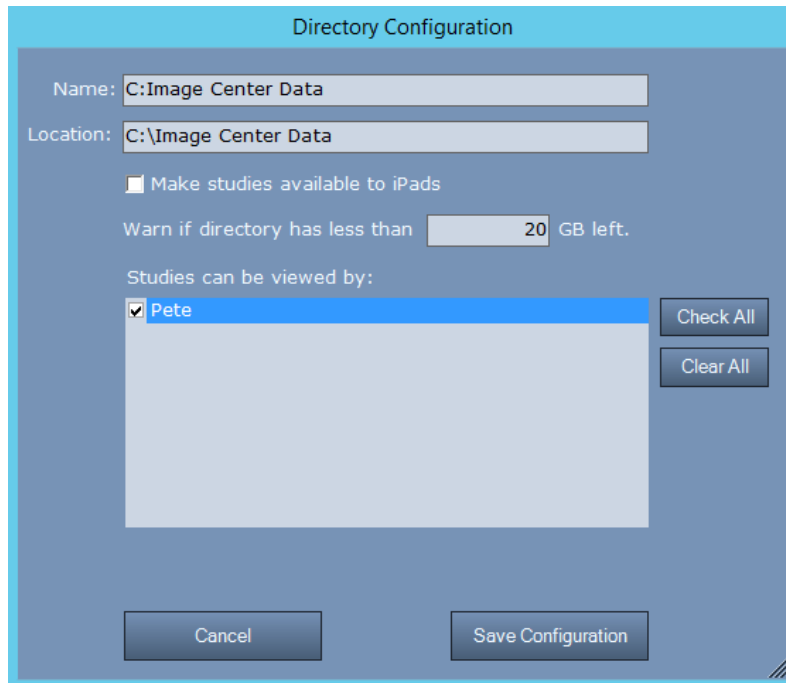 Directory Configuration
Name: C:Image Center Data
Location: C:\Image Center Data
Make studies available to iPads
Warn if directory has less than 20 GB left.
Studies can be viewed by:
Pete
Check All
Clear All
Cancel Save Configuration